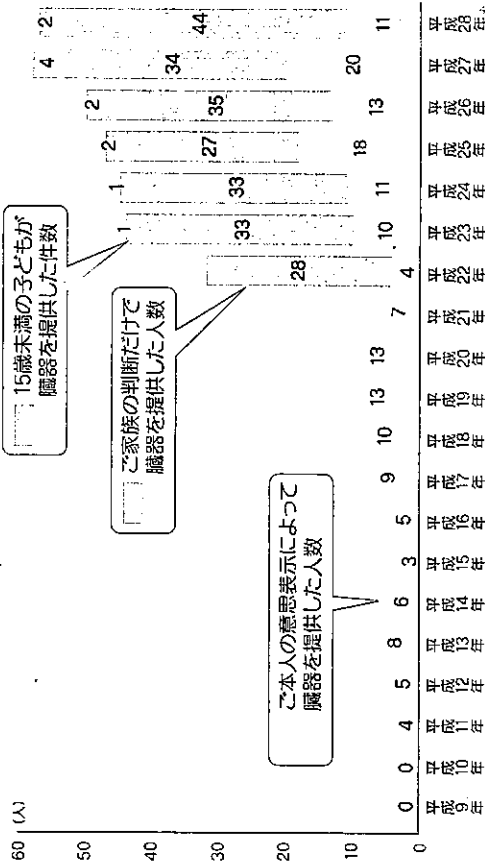 (人)
60
50
40
30
20
10
0
15歳未満の子どもが
臓器を提供した件数
ご家族の判断だけで
臓器を提供した人数
ご本人の意思表示によって
臓器を提供した人数
0
0
4
5
8
6
3
5
9
10
13
13
7
28
4
1
33
10
1
33
11
2
27
18
2
35
13
4
34
20
2
44
11
平成9年
平成10年
平成11年
平成12年
平成13年
平成14年
平成15年
平成16年
平成17年
平成18年
平成19年
平成20年
平成21年
平成22年
平成23年
平成24年
平成25年
平成26年
平成27年
平成28年